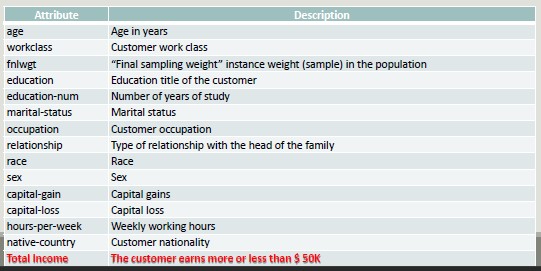 Attribute Description
age Age in years
workclass Customer work class
fnlwgt “Final sampling weight” instance weight (sample) in the population
education Education title of the customer
education-num Number of years of study
marital-status Marital status
occupation Customer occupation
relationship Type of relationship with the head of the family
race Race
sex Sex
capital-gain Capital gains
capital-loss Capital loss
hours-per-week Weekly working hours
native-country Customer nationality
Total Income The customer earns more or less than $ 50K